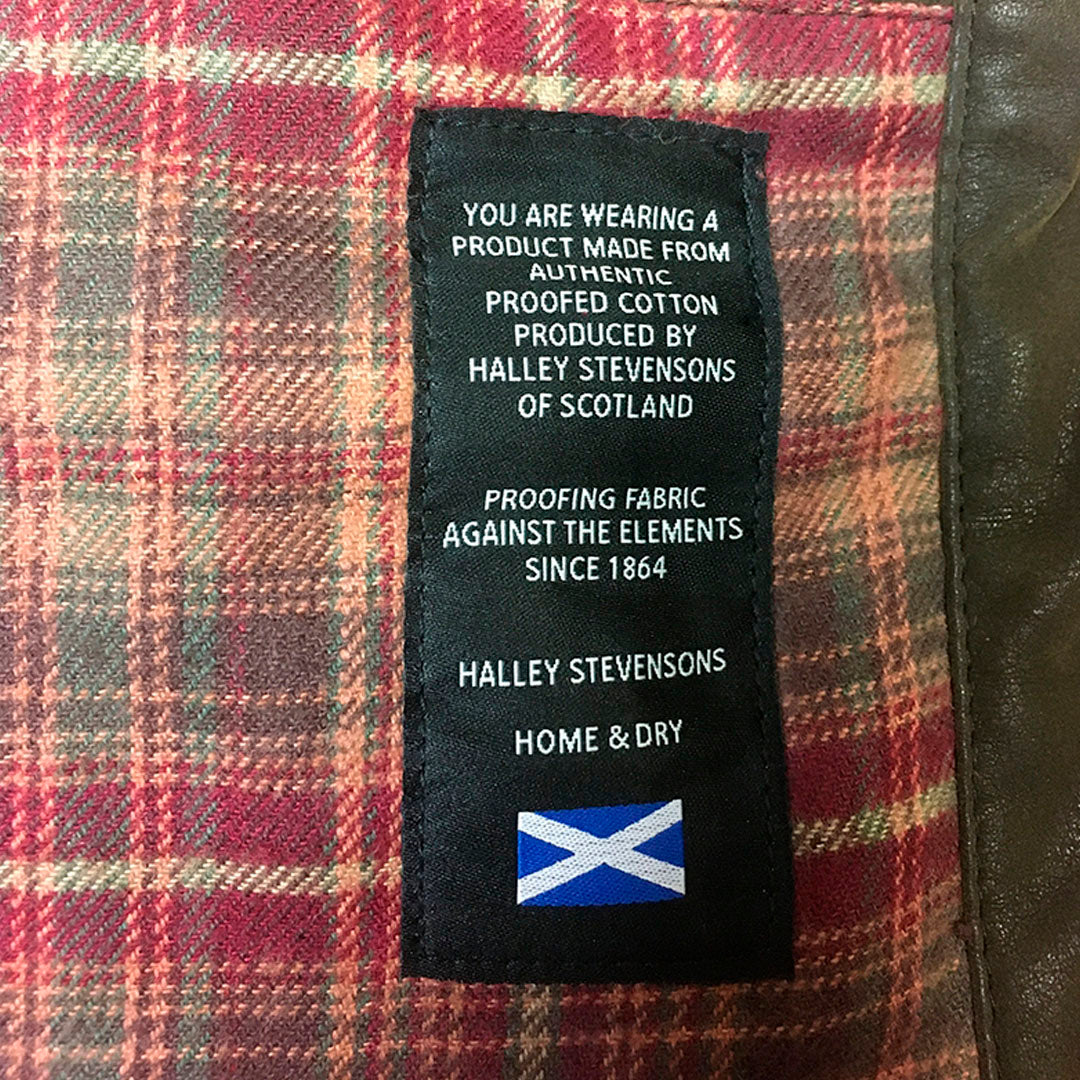 YOU ARE WEARING A
PRODUCT MADE FROM
AUTHENTIC
PROOFED COTTON
PRODUCED BY
HALLEY STEVENSONS
OF SCOTLAND
PROOFING FABRIC
AGAINST THE ELEMENTS
SINCE 1864
HALLEY STEVENSONS
HOME & DRY